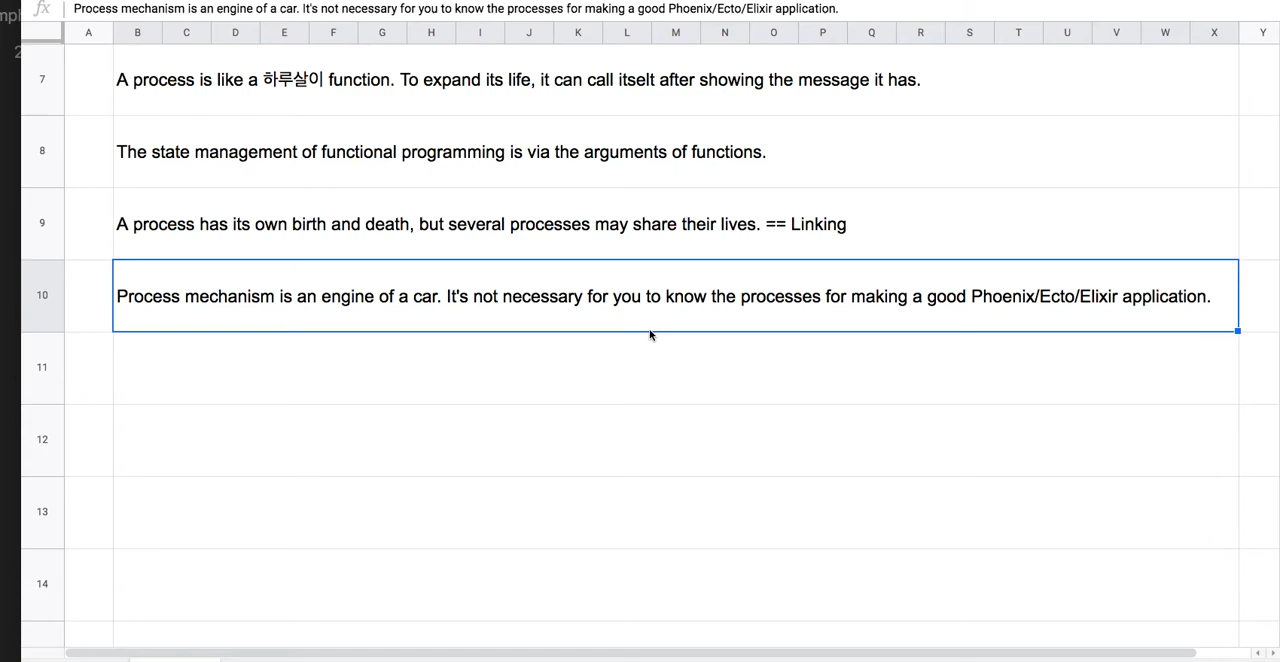 mpl
fx Process mechanism is an engine of a car. It's not necessary for you to know the processes for making a good Phoenix/Ecto/Elixir application.
A B C D E F G H I J K L M N O P Q R S T U V W X Y
2
7 A process is like a 하루살이 function. To expand its life, it can call itselt after showing the message it has.
8 The state management of functional programming is via the arguments of functions.
9 A process has its own birth and death, but several processes may share their lives. == Linking
10 Process mechanism is an engine of a car. It's not necessary for you to know the processes for making a good Phoenix/Ecto/Elixir application.
11
12
13
14